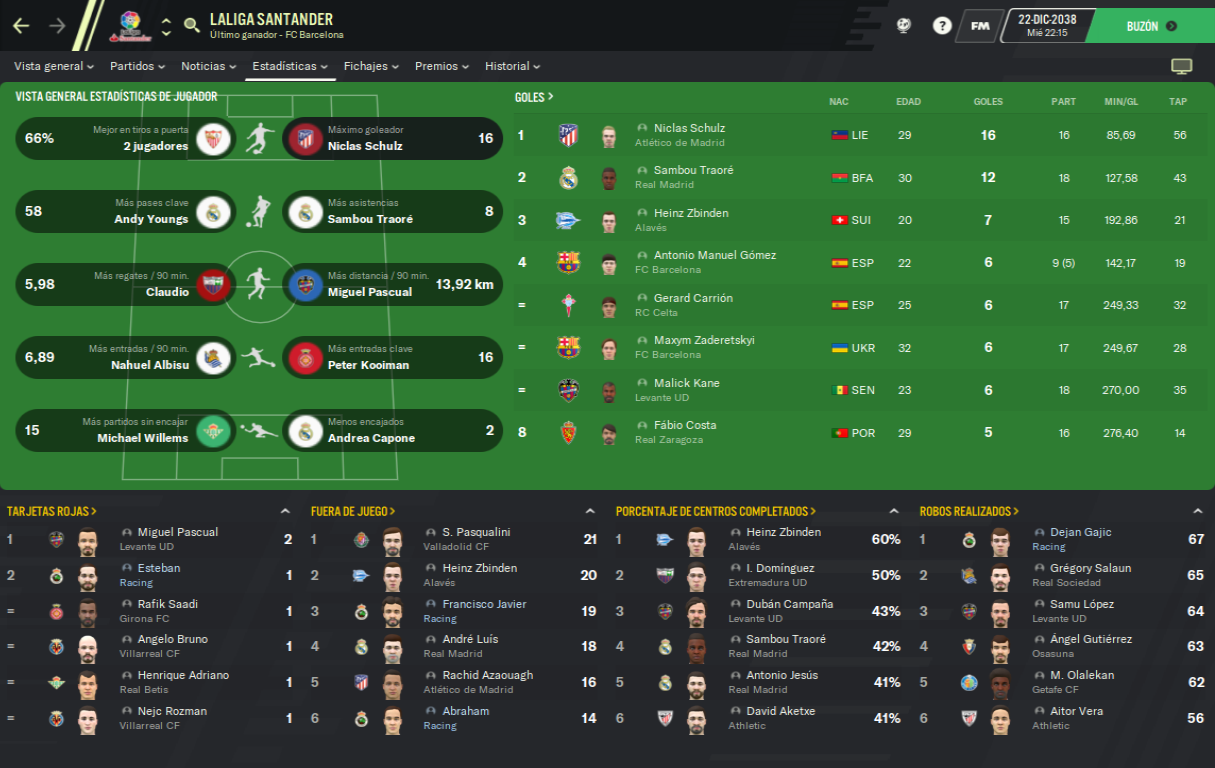 LALIGA SANTANDER
Último ganador - FC Barcelona
?
FM
22-DIC-2038
Mié 22:15
BUZÓN
Vista general
Partidos
Noticias
Estadísticas
Fichajes
Premios
Historial
VISTA GENERAL ESTADÍSTICAS DE JUGADOR
66% Mejor en tiros a puerta
2 jugadores
Máximo goleador
Niclas Schulz 16
58 Más pases clave
Andy Youngs
Más asistencias
Sambou Traoré 8
5,98 Más regates / 90 min.
Claudio
Más distancia / 90 min.
Miguel Pascual 13,92 km
6,89 Más entradas / 90 min.
Nahuel Albisu
Más entradas clave
Peter Kooiman 16
15 Más partidos sin encajar
Michael Willems
Menos encajados
Andrea Capone 2
GOLES NAC EDAD GOLES PART MIN/GL TAP
1 Niclas Schulz LIE 29 16 16 85,69 56
Atlético de Madrid
2 Sambou Traoré BFA 30 12 18 127,58 43
Real Madrid
3 Heinz Zbinden SUI 20 7 15 192,86 21
Alavés
4 Antonio Manuel Gómez ESP 22 6 9 (5) 142,17 19
FC Barcelona
= Gerard Carrión ESP 25 6 17 249,33 32
RC Celta
= Maxym Zaderetskyi UKR 32 6 17 249,67 28
FC Barcelona
= Malick Kane SEN 23 6 18 270,00 35
Levante UD
8 Fábio Costa POR 29 5 16 276,40 14
Real Zaragoza
TARJETAS ROJAS
1 Miguel Pascual 2
Levante UD
2 Esteban 1
Racing
= Rafik Saadi 1
Girona FC
= Angelo Bruno 1
Villarreal CF
= Henrique Adriano 1
Real Betis
= Nejc Rozman 1
Villarreal CF
FUERA DE JUEGO
1 S. Pasqualini 21
Valladolid CF
2 Heinz Zbinden 20
Alavés
3 Francisco Javier 19
Racing
4 André Luís 18
Real Madrid
5 Rachid Azaouagh 16
Atlético de Madrid
6 Abraham 14
Racing
PORCENTAJE DE CENTROS COMPLETADOS
1 Heinz Zbinden 60%
Alavés
2 I. Domínguez 50%
Extremadura UD
3 Dubán Campaña 43%
Levante UD
4 Sambou Traoré 42%
Real Madrid
5 Antonio Jesús 41%
Real Madrid
6 David Aketxe 41%
Athletic
ROBOS REALIZADOS
1 Dejan Gajic 67
Racing
2 Grégory Salaun 65
Real Sociedad
3 Samu López 64
Levante UD
4 Ángel Gutiérrez 63
Osasuna
5 M. Olalekan 62
Getafe CF
6 Aitor Vera 56
Athletic